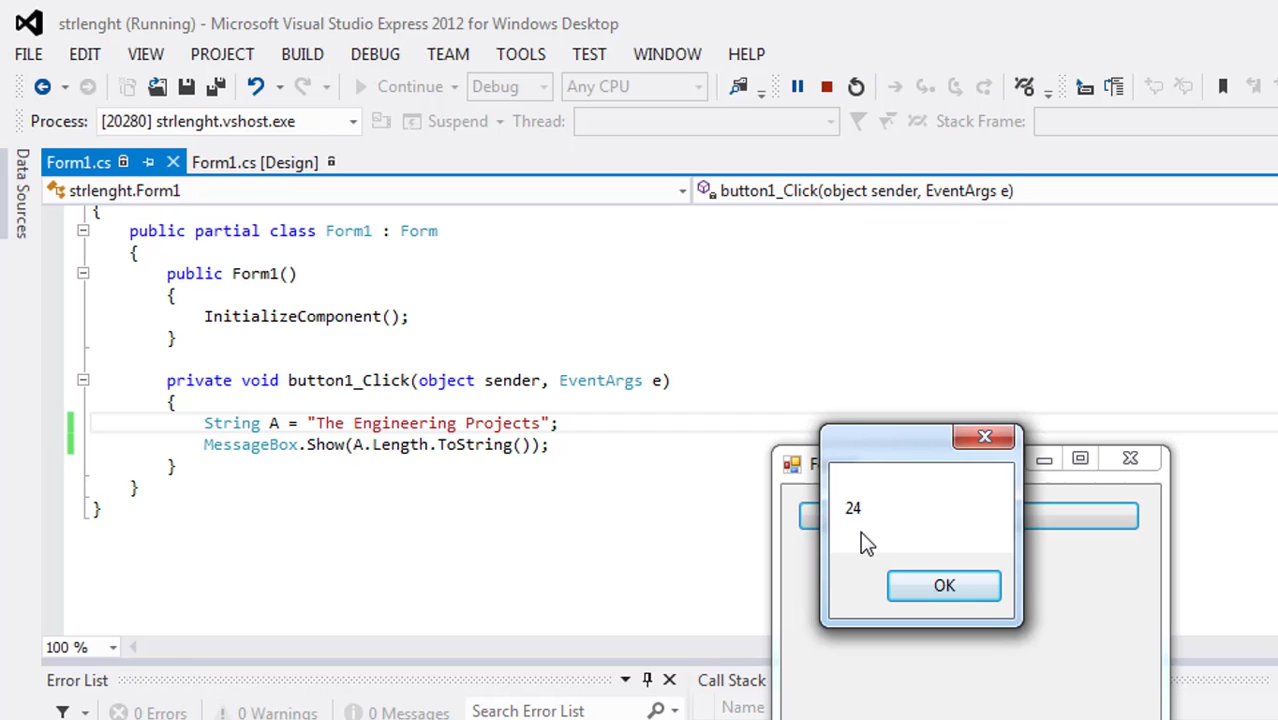 strlenght (Running) - Microsoft Visual Studio Express 2012 for Windows Desktop
FILE EDIT VIEW PROJECT BUILD DEBUG TEAM TOOLS TEST WINDOW HELP
Continue Debug Any CPU
Process: [20280] strlenght.vshost.exe Suspend Thread: Stack Frame:
Data Sources
Form1.cs Form1.cs [Design]
strlenght.Form1 button1_Click(object sender, EventArgs e)
{
public partial class Form1 : Form
{
public Form1()
{
InitializeComponent();
}
private void button1_Click(object sender, EventArgs e)
{
String A = "The Engineering Projects";
MessageBox.Show(A.Length.ToString());
}
}
}
24
OK
100 %
Error List Call Stack
0 Errors 0 Warnings 0 Messages Search Error List Name